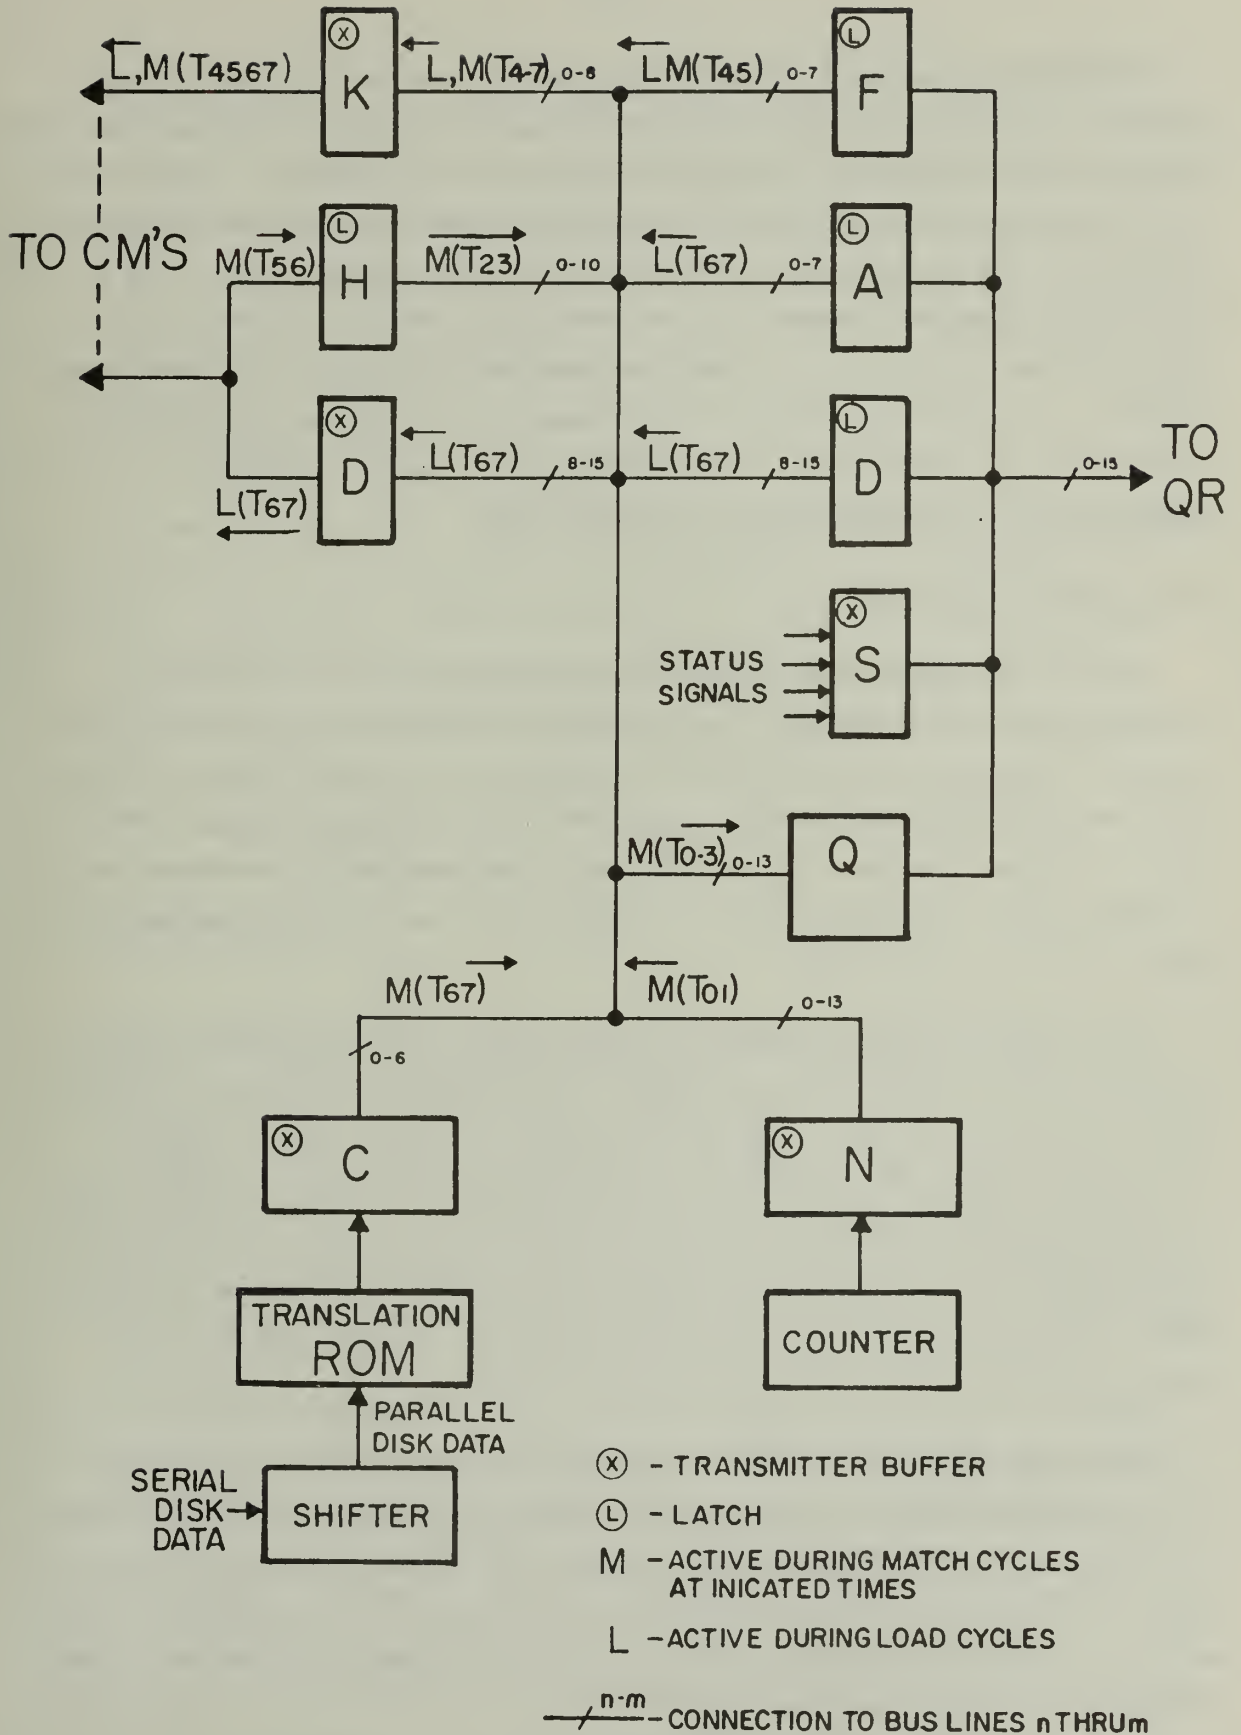 L,M(T4567)
X
K
L,M(T4-7) 0-8
LM(T45) 0-7
L
F
TO CM'S
M(T56)
L
H
M(T23) 0-10
L(T67) 0-7
L
A
X
D
L(T67) 8-15
L(T67) 8-15
L
D
0-15
TO
QR
L(T67)
STATUS
SIGNALS
X
S
M(T0-3) 0-13
Q
M(T67)
M(T01)
0-13
0-6
X
C
X
N
TRANSLATION
ROM
COUNTER
PARALLEL
DISK DATA
SERIAL
DISK
DATA
SHIFTER
X - TRANSMITTER BUFFER
L - LATCH
M - ACTIVE DURING MATCH CYCLES
AT INICATED TIMES
L - ACTIVE DURING LOAD CYCLES
n-m - CONNECTION TO BUS LINES n THRU m